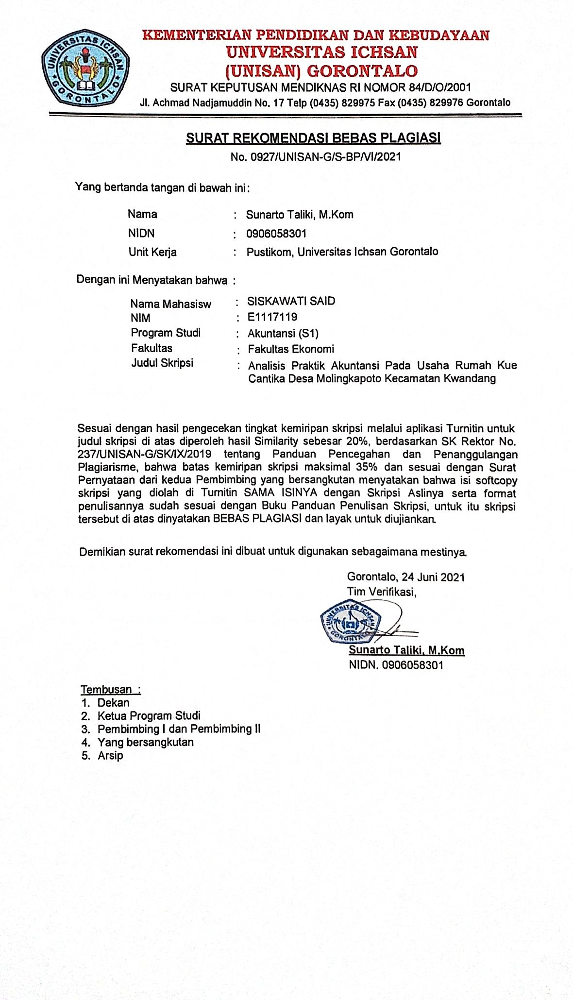 UNIVERSITAS ICHSAN
GORONTALO
KEMENTERIAN PENDIDIKAN DAN KEBUDAYAAN
UNIVERSITAS ICHSAN
(UNISAN) GORONTALO
SURAT KEPUTUSAN MENDIKNAS RI NOMOR 84/D/O/2001
Jl. Achmad Nadjamuddin No. 17 Telp (0435) 829975 Fax (0435) 829976 Gorontalo
SURAT REKOMENDASI BEBAS PLAGIASI
No. 0927/UNISAN-G/S-BP/VI/2021
Yang bertanda tangan di bawah ini :
Nama : Sunarto Taliki, M.Kom
NIDN : 0906058301
Unit Kerja : Pustikom, Universitas Ichsan Gorontalo
Dengan ini Menyatakan bahwa :
Nama Mahasisw : SISKAWATI SAID
NIM : E1117119
Program Studi : Akuntansi (S1)
Fakultas : Fakultas Ekonomi
Judul Skripsi : Analisis Praktik Akuntansi Pada Usaha Rumah Kue
Cantika Desa Molingkapoto Kecamatan Kwandang
Sesuai dengan hasil pengecekan tingkat kemiripan skripsi melalui aplikasi Turnitin untuk
judul skripsi di atas diperoleh hasil Similarity sebesar 20%, berdasarkan SK Rektor No.
237/UNISAN-G/SK/IX/2019 tentang Panduan Pencegahan dan Penanggulangan
Plagiarisme, bahwa batas kemiripan skripsi maksimal 35% dan sesuai dengan Surat
Pernyataan dari kedua Pembimbing yang bersangkutan menyatakan bahwa isi softcopy
skripsi yang diolah di Turnitin SAMA ISINYA dengan Skripsi Aslinya serta format
penulisannya sudah sesuai dengan Buku Panduan Penulisan Skripsi, untuk itu skripsi
tersebut di atas dinyatakan BEBAS PLAGIASI dan layak untuk diujiankan.
Demikian surat rekomendasi ini dibuat untuk digunakan sebagaimana mestinya.
Gorontalo, 24 Juni 2021
Tim Verifikasi,
UNIVERSITAS ICHSAN
GORONTALO
Sunarto Taliki, M.Kom
NIDN. 0906058301
Tembusan :
1. Dekan
2. Ketua Program Studi
3. Pembimbing I dan Pembimbing II
4. Yang bersangkutan
5. Arsip